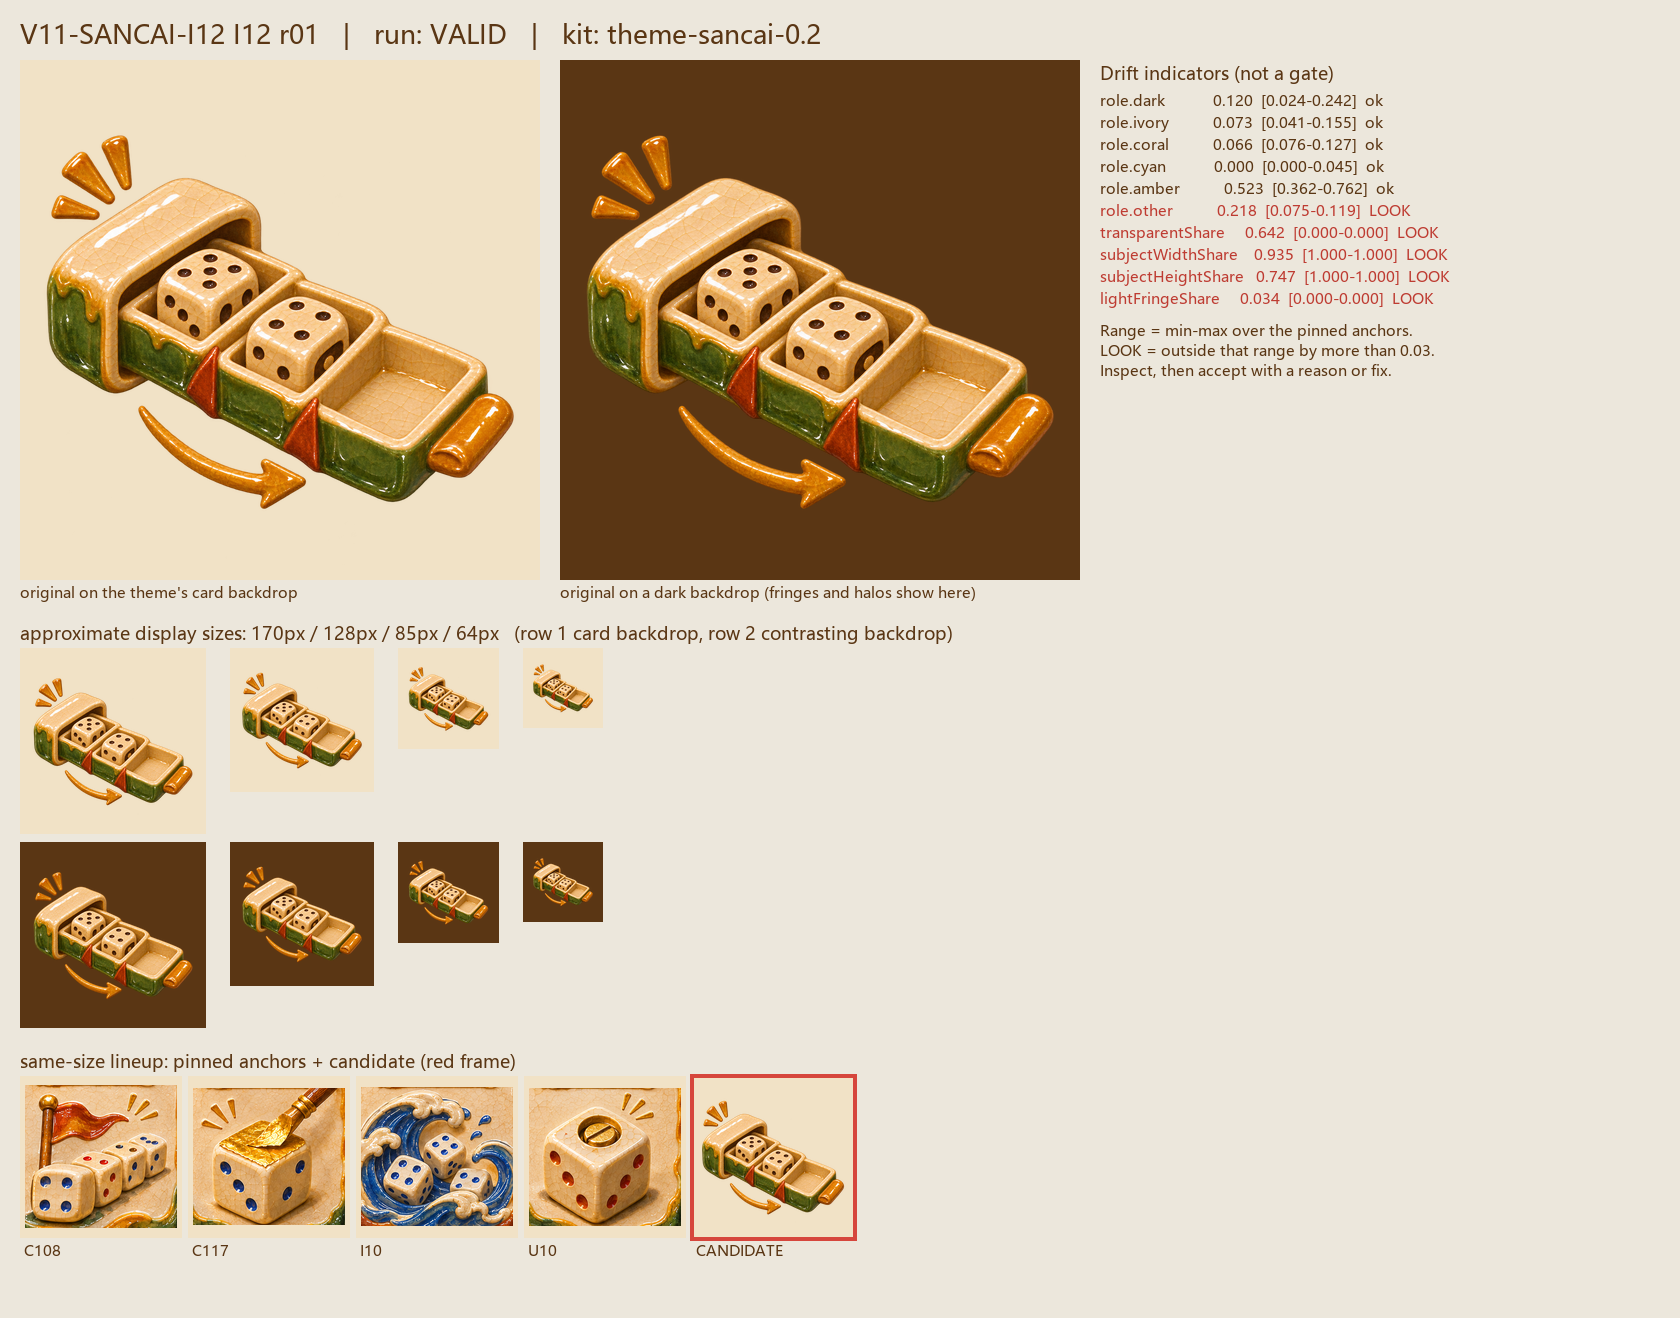 V11-SANCAI-I12 I12 r01 | run: VALID | kit: theme-sancai-0.2
Drift indicators (not a gate)
role.dark 0.120 [0.024-0.242] ok
role.ivory 0.073 [0.041-0.155] ok
role.coral 0.066 [0.076-0.127] ok
role.cyan 0.000 [0.000-0.045] ok
role.amber 0.523 [0.362-0.762] ok
role.other 0.218 [0.075-0.119] LOOK
transparentShare 0.642 [0.000-0.000] LOOK
subjectWidthShare 0.935 [1.000-1.000] LOOK
subjectHeightShare 0.747 [1.000-1.000] LOOK
lightFringeShare 0.034 [0.000-0.000] LOOK
Range = min-max over the pinned anchors.
LOOK = outside that range by more than 0.03.
Inspect, then accept with a reason or fix.
original on the theme's card backdrop
original on a dark backdrop (fringes and halos show here)
approximate display sizes: 170px / 128px / 85px / 64px (row 1 card backdrop, row 2 contrasting backdrop)
same-size lineup: pinned anchors + candidate (red frame)
C108
C117
I10
U10
CANDIDATE